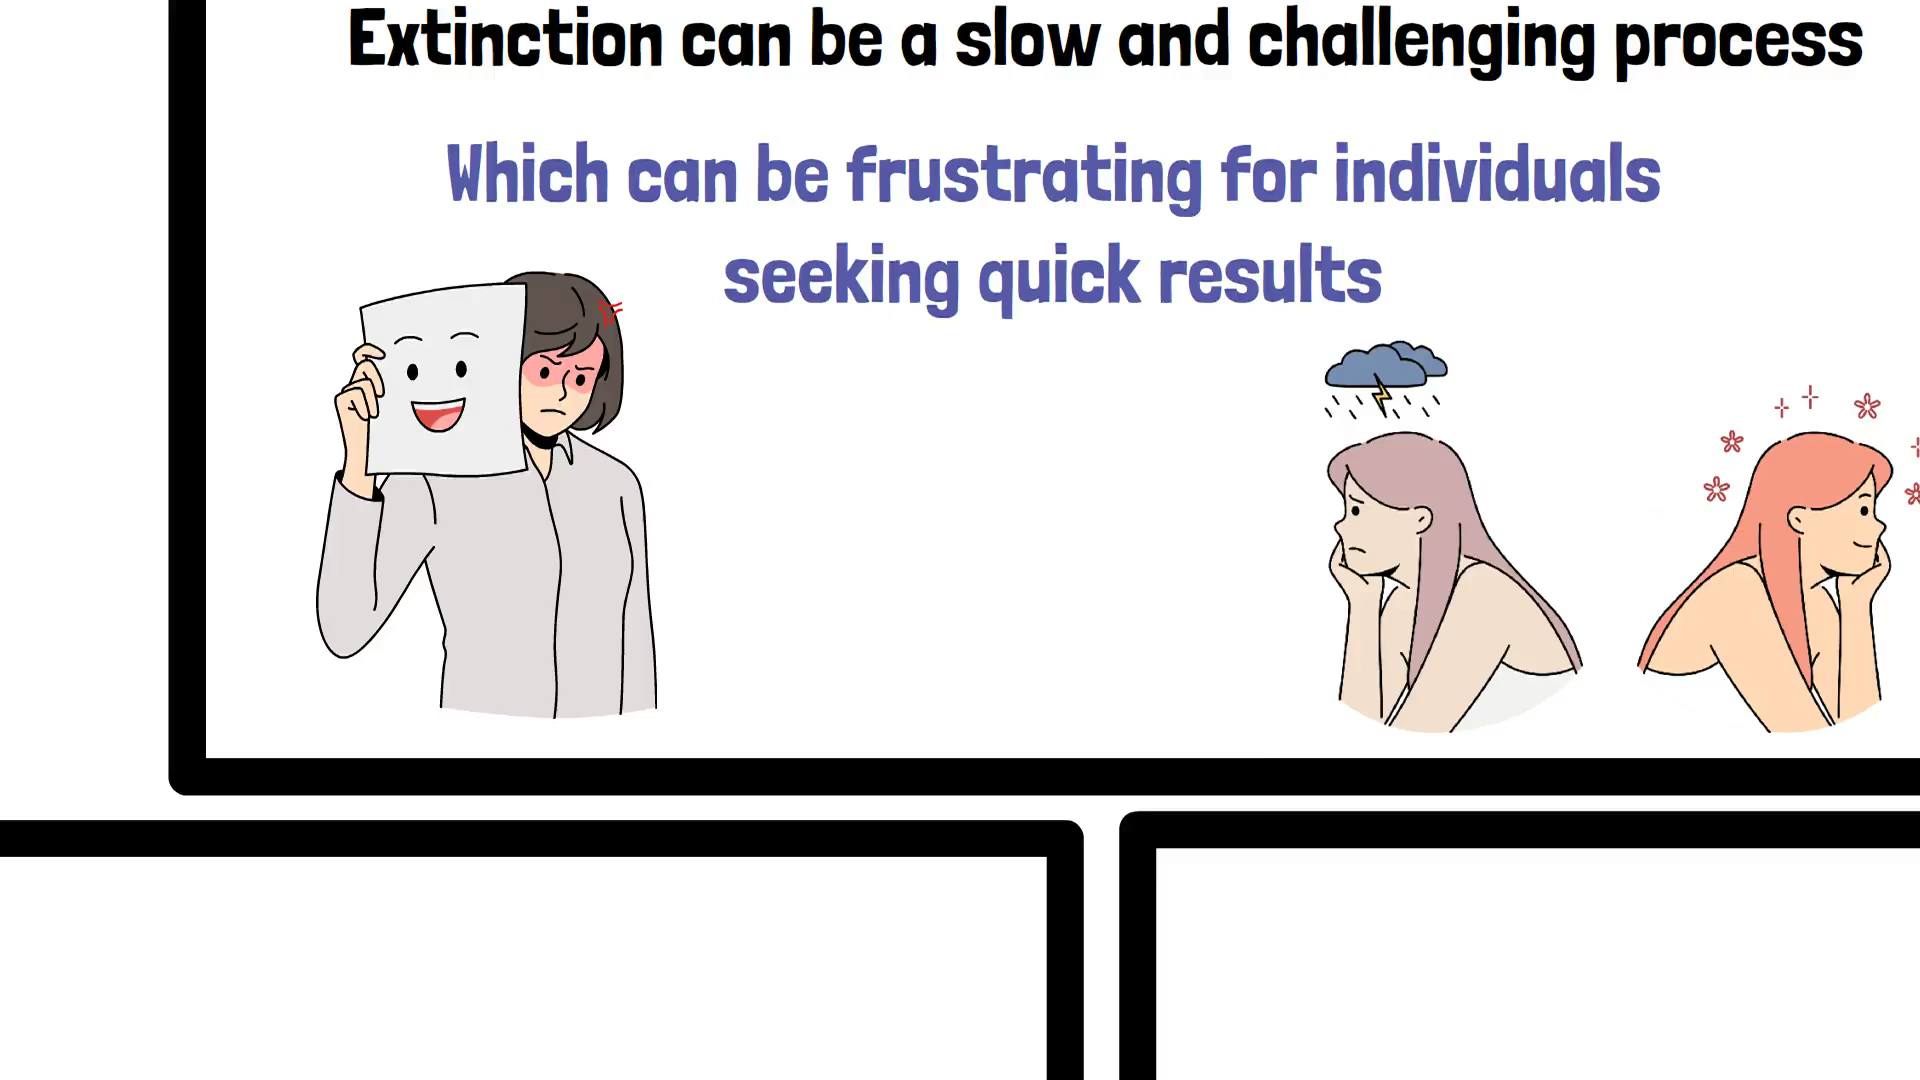 Extinction can be a slow and challenging process
Which can be frustrating for individuals
seeking quick results